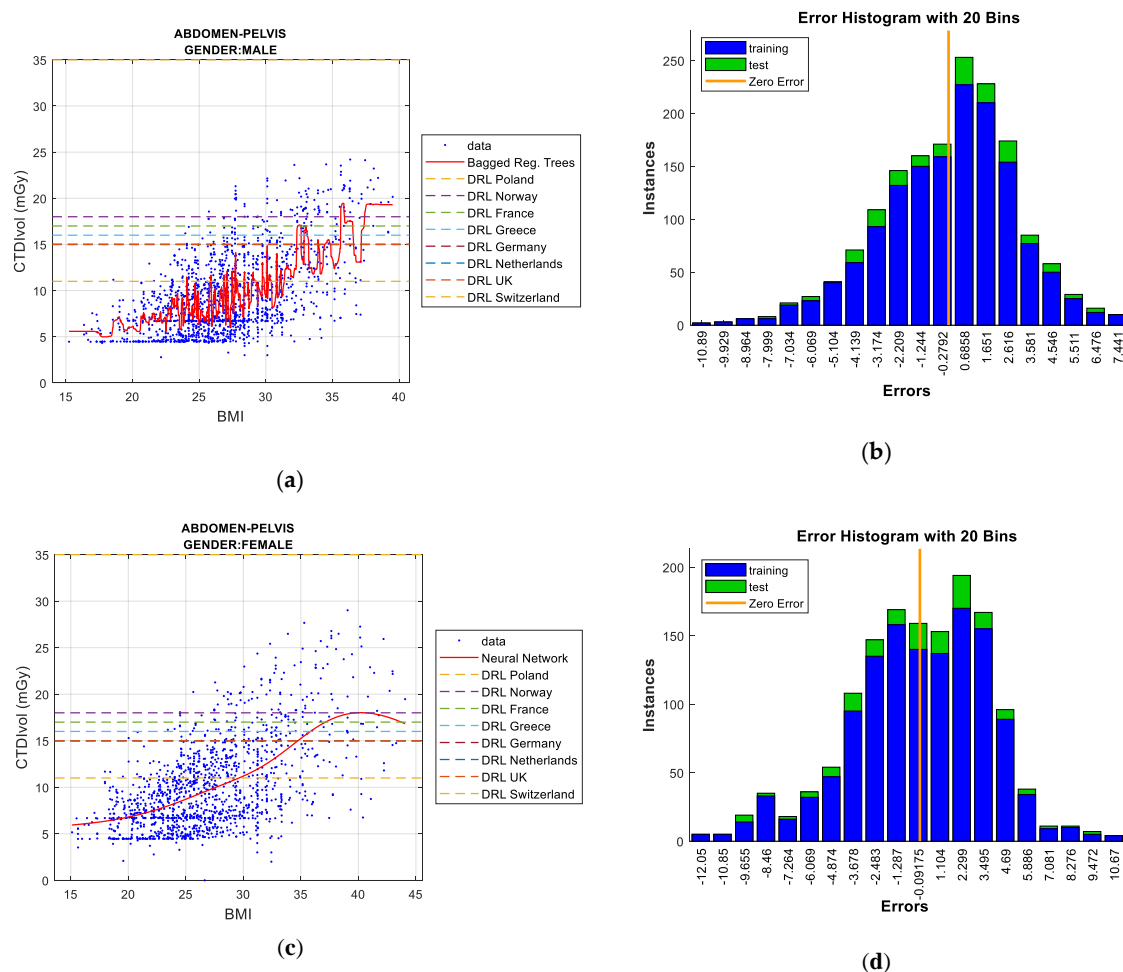 ABDOMEN-PELVIS
GENDER:MALE
CTDIvol (mGy)
35
30
25
20
15
10
5
0
15
20
25
30
35
40
BMI
data
Bagged Reg. Trees
DRL Poland
DRL Norway
DRL France
DRL Greece
DRL Germany
DRL Netherlands
DRL UK
DRL Switzerland
(a)
Error Histogram with 20 Bins
training
test
Zero Error
Instances
250
200
150
100
50
0
-10.89
-9.929
-8.964
-7.999
-7.034
-6.069
-5.104
-4.139
-3.174
-2.209
-1.244
-0.2792
0.6858
1.651
2.616
3.581
4.546
5.511
6.476
7.441
Errors
(b)
ABDOMEN-PELVIS
GENDER:FEMALE
CTDIvol (mGy)
35
30
25
20
15
10
5
0
15
20
25
30
35
40
45
BMI
data
Neural Network
DRL Poland
DRL Norway
DRL France
DRL Greece
DRL Germany
DRL Netherlands
DRL UK
DRL Switzerland
(c)
Error Histogram with 20 Bins
training
test
Zero Error
Instances
200
150
100
50
0
-12.05
-10.85
-9.655
-8.46
-7.264
-6.069
-4.874
-3.678
-2.483
-1.287
-0.09175
1.104
2.299
3.495
4.69
5.886
7.081
8.276
9.472
10.67
Errors
(d)